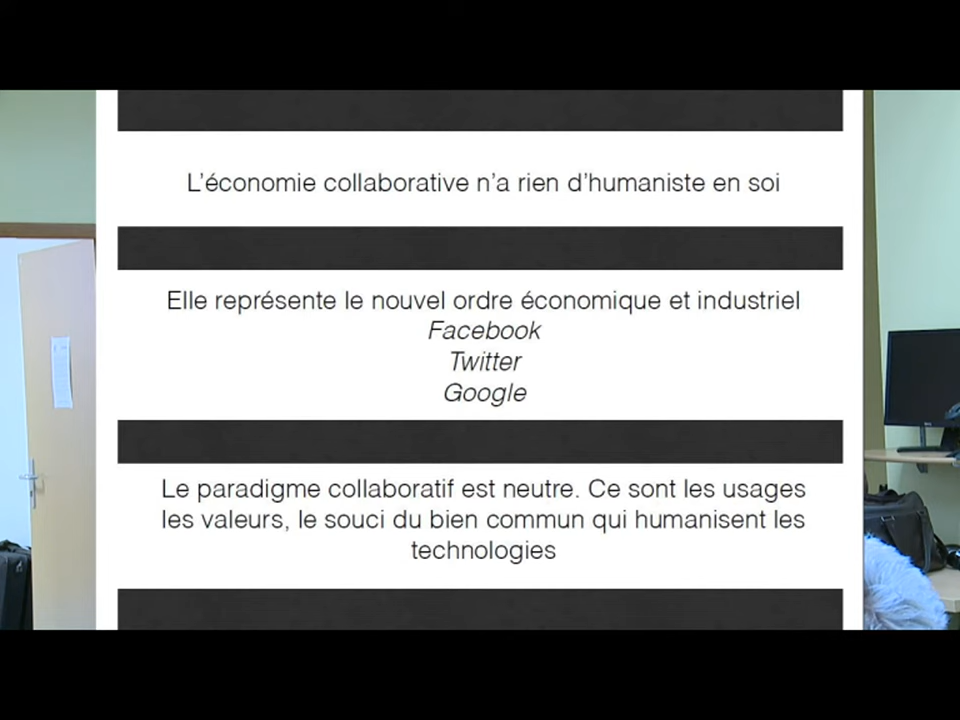 L'économie collaborative n'a rien d'humaniste en soi
Elle représente le nouvel ordre économique et industriel
Facebook
Twitter
Google
Le paradigme collaboratif est neutre. Ce sont les usages
les valeurs, le souci du bien commun qui humanisent les
technologies